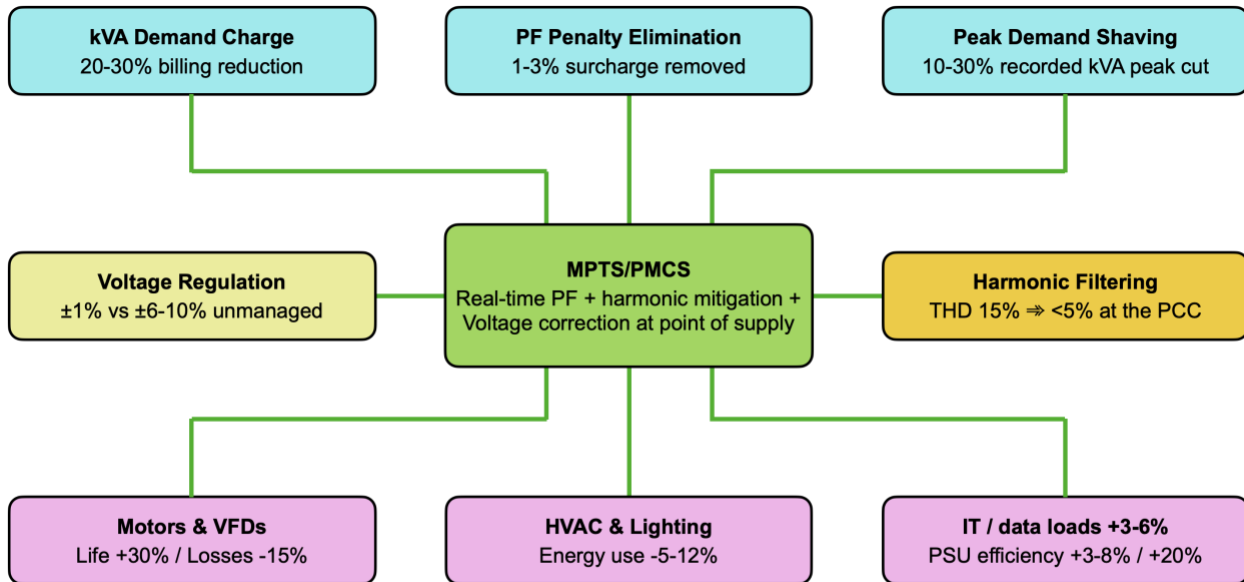 kVA Demand Charge
20-30% billing reduction
PF Penalty Elimination
1-3% surcharge removed
Peak Demand Shaving
10-30% recorded kVA peak cut
Voltage Regulation
±1% vs ±6-10% unmanaged
MPTS/PMCS
Real-time PF + harmonic mitigation +
Voltage correction at point of supply
Harmonic Filtering
THD 15% ⇒ <5% at the PCC
Motors & VFDs
Life +30% / Losses -15%
HVAC & Lighting
Energy use -5-12%
IT / data loads +3-6%
PSU efficiency +3-8% / +20%